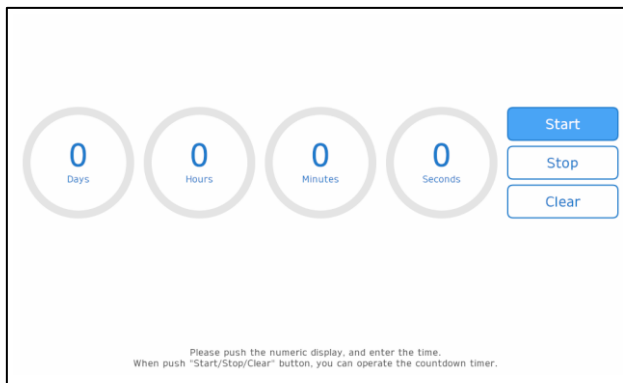 0
Days
0
Hours
0
Minutes
0
Seconds
Start
Stop
Clear
Please push the numeric display, and enter the time.
When push "Start/Stop/Clear" button, you can operate the countdown timer.